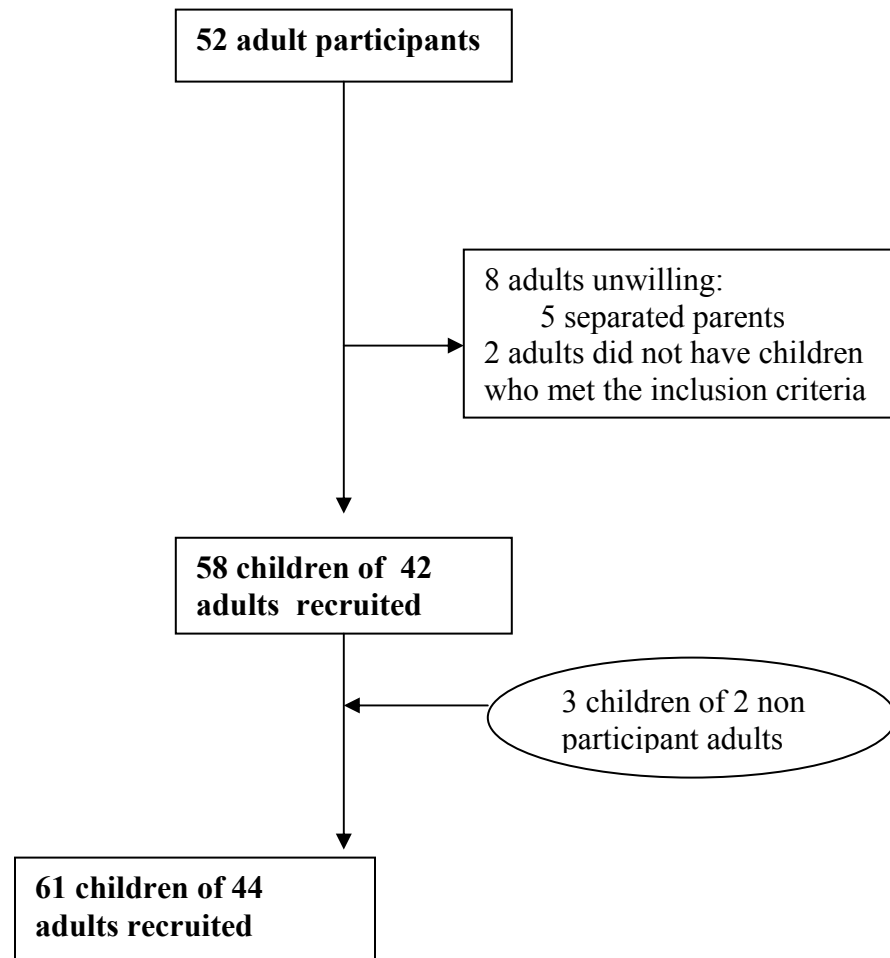 52 adult participants
8 adults unwilling:
5 separated parents
2 adults did not have children
who met the inclusion criteria
58 children of 42
adults recruited
3 children of 2 non
participant adults
61 children of 44
adults recruited